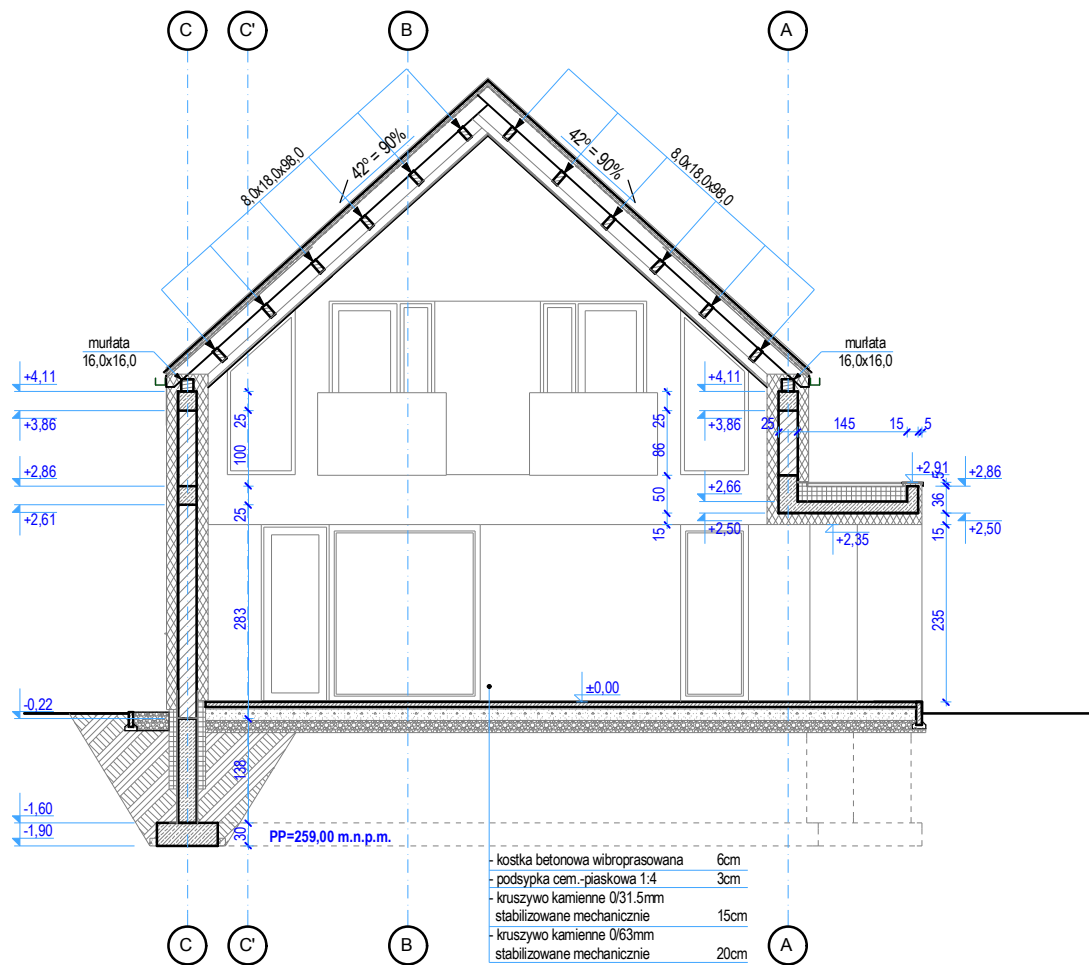 C
C'
B
A
8,0x18,0x98,0
42º = 90%
42º = 90%
8,0x18,0x98,0
murłata
16,0x16,0
murłata
16,0x16,0
+4,11
+3,86
+2,86
+2,61
25
100
25
283
138
30
+4,11
+3,86
25
86
50
15
25
145
15
5
+2,66
+2,50
+2,91
+2,86
36
+2,50
15
+2,35
235
±0,00
-0,22
-1,60
-1,90
PP=259,00 m.n.p.m.
- kostka betonowa wibroprasowana 6cm
- podsypka cem.-piaskowa 1:4 3cm
- kruszywo kamienne 0/31.5mm
stabilizowane mechanicznie 15cm
- kruszywo kamienne 0/63mm
stabilizowane mechanicznie 20cm
C
C'
B
A